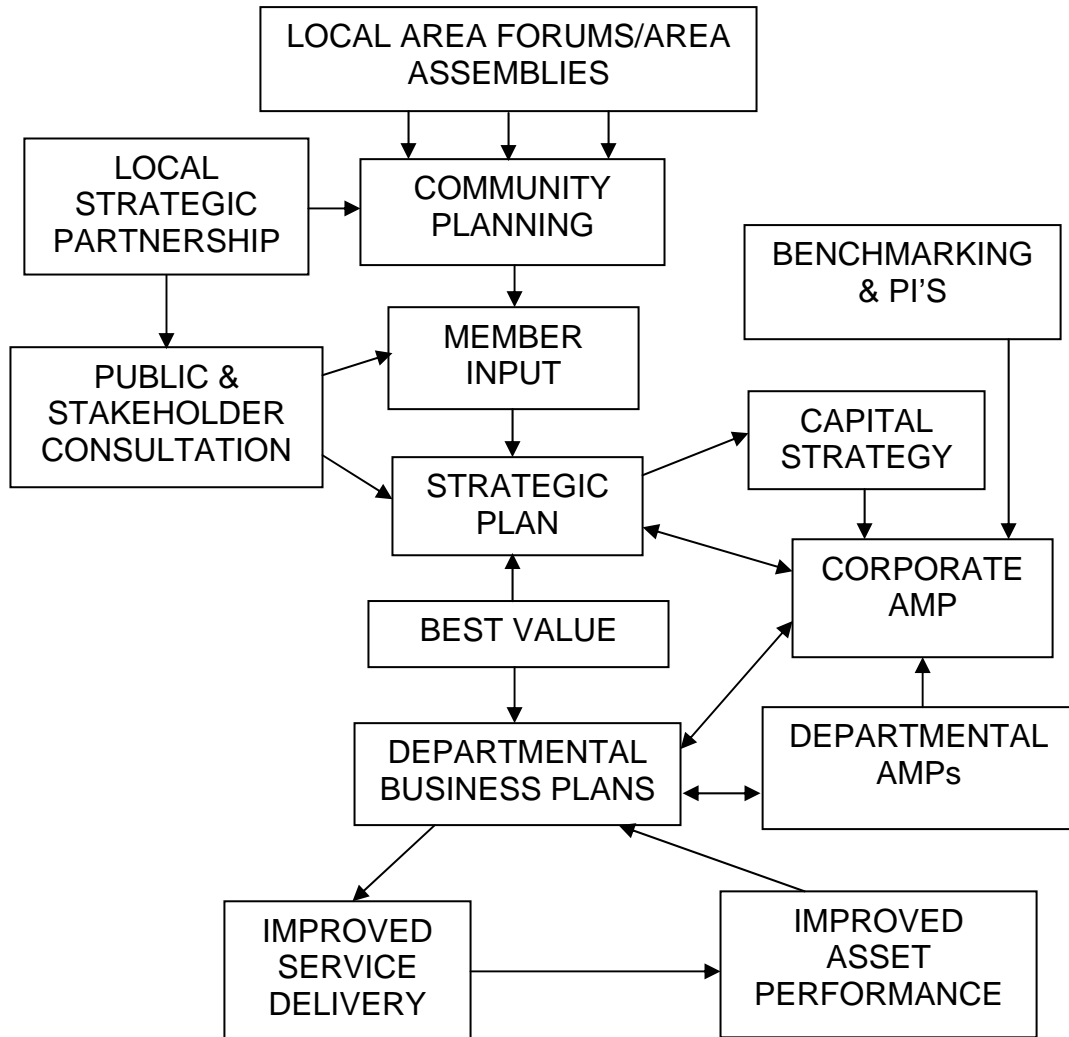 LOCAL AREA FORUMS/AREA
ASSEMBLIES
LOCAL
STRATEGIC
PARTNERSHIP
COMMUNITY
PLANNING
BENCHMARKING
& PI’S
MEMBER
INPUT
PUBLIC &
STAKEHOLDER
CONSULTATION
CAPITAL
STRATEGY
STRATEGIC
PLAN
CORPORATE
AMP
BEST VALUE
DEPARTMENTAL
BUSINESS PLANS
DEPARTMENTAL
AMPs
IMPROVED
SERVICE
DELIVERY
IMPROVED
ASSET
PERFORMANCE